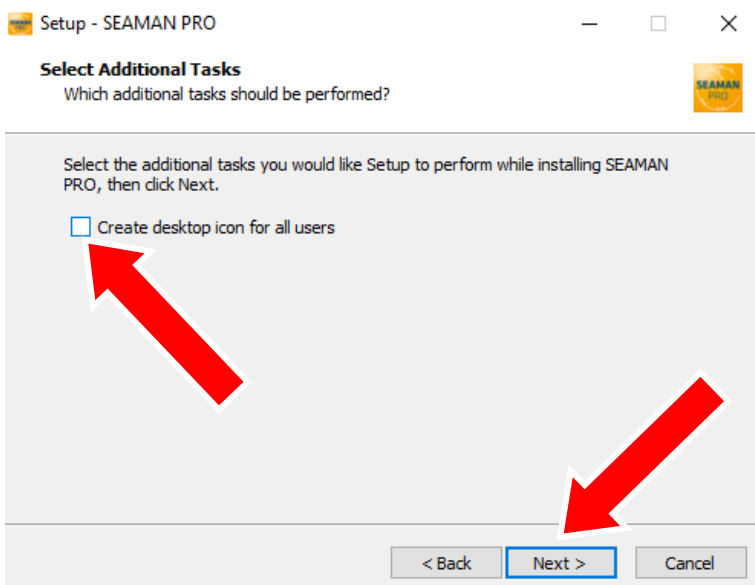 Setup - SEAMAN PRO
Select Additional Tasks
Which additional tasks should be performed?
SEAMAN
PRO
Select the additional tasks you would like Setup to perform while installing SEAMAN
PRO, then click Next.
Create desktop icon for all users
< Back Next > Cancel